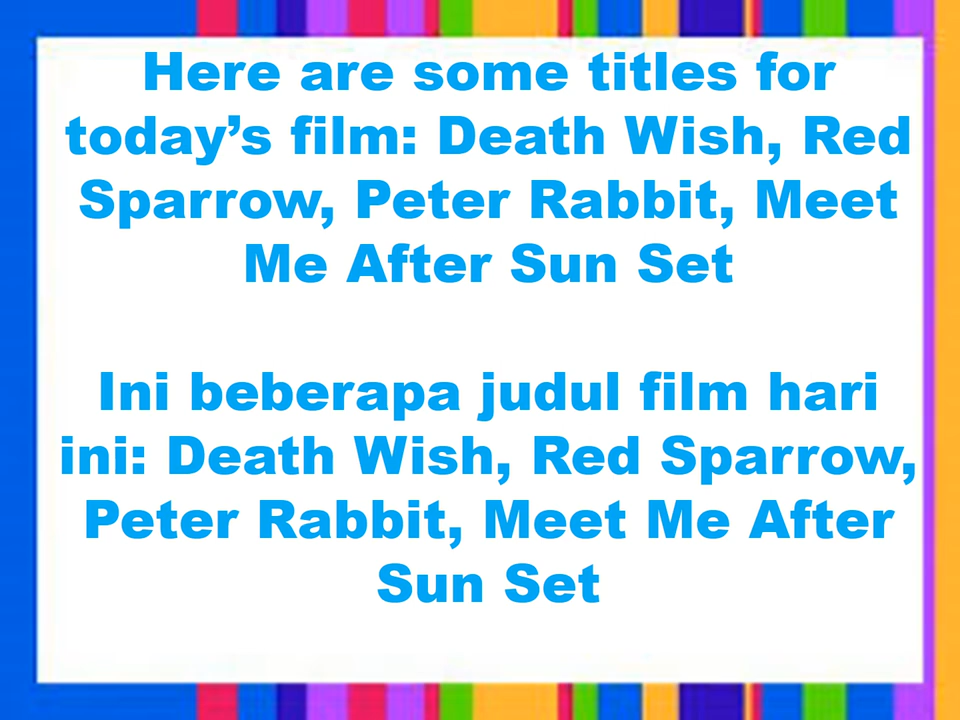 Here are some titles for
today’s film: Death Wish, Red
Sparrow, Peter Rabbit, Meet
Me After Sun Set
Ini beberapa judul film hari
ini: Death Wish, Red Sparrow,
Peter Rabbit, Meet Me After
Sun Set